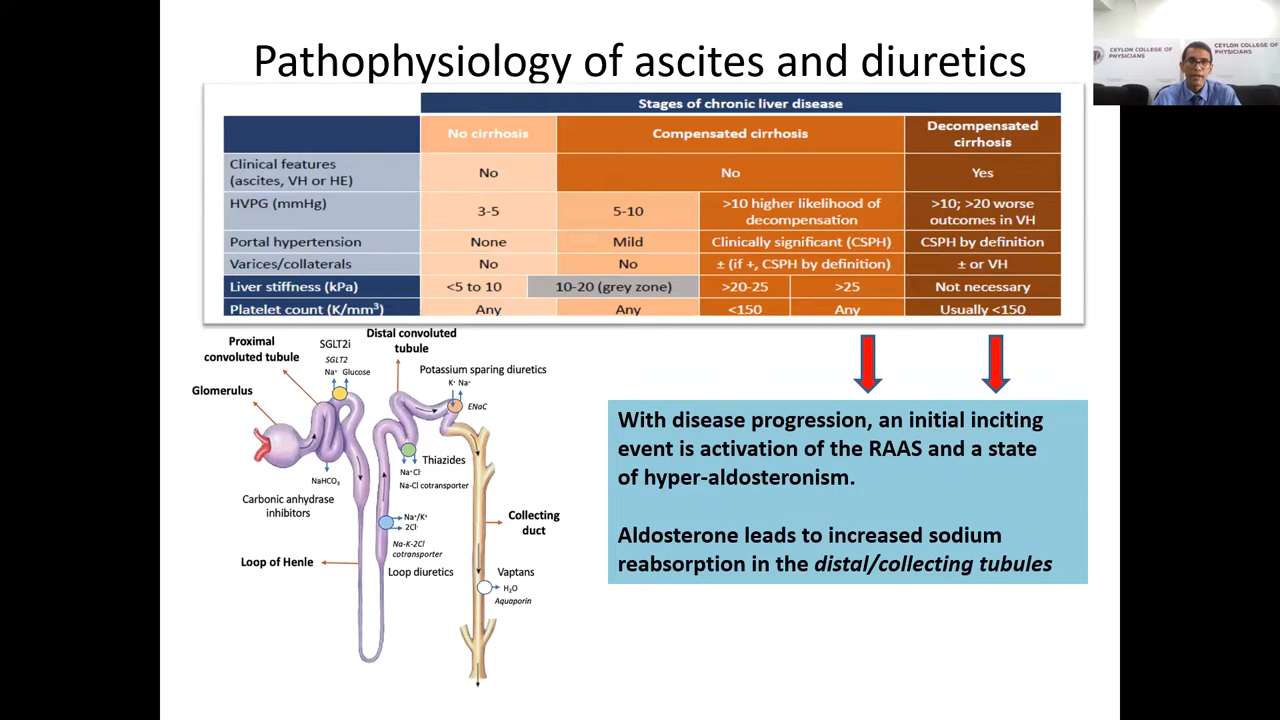 Pathophysiology of ascites and diuretics
CEYLON COLLEGE OF
PHYSICIANS
CEYLON COLLEGE OF
PHYSICIANS
Stages of chronic liver disease
No cirrhosis
Compensated cirrhosis
Decompensated
cirrhosis
Clinical features
(ascites, VH or HE)
No
No
Yes
HVPG (mmHg)
3-5
5-10
>10 higher likelihood of
decompensation
>10; >20 worse
outcomes in VH
Portal hypertension
None
Mild
Clinically significant (CSPH)
CSPH by definition
Varices/collaterals
No
No
± (if +, CSPH by definition)
± or VH
Liver stiffness (kPa)
<5 to 10
10-20 (grey zone)
>20-25
>25
Not necessary
Platelet count (K/mm³)
Any
Any
<150
Any
Usually <150
Proximal
convoluted tubule
Glomerulus
SGLT2i
SGLT2
Na⁺ Glucose
Distal convoluted
tubule
Potassium sparing diuretics
K⁺ Na⁺
ENaC
NaHCO₃
Carbonic anhydrase
inhibitors
Thiazides
Na⁺ Cl⁻
Na-Cl cotransporter
Na⁺/K⁺
2Cl⁻
Na-K-2Cl
cotransporter
Loop diuretics
Loop of Henle
Collecting
duct
Vaptans
H₂O
Aquaporin
With disease progression, an initial inciting
event is activation of the RAAS and a state
of hyper-aldosteronism.
Aldosterone leads to increased sodium
reabsorption in the distal/collecting tubules